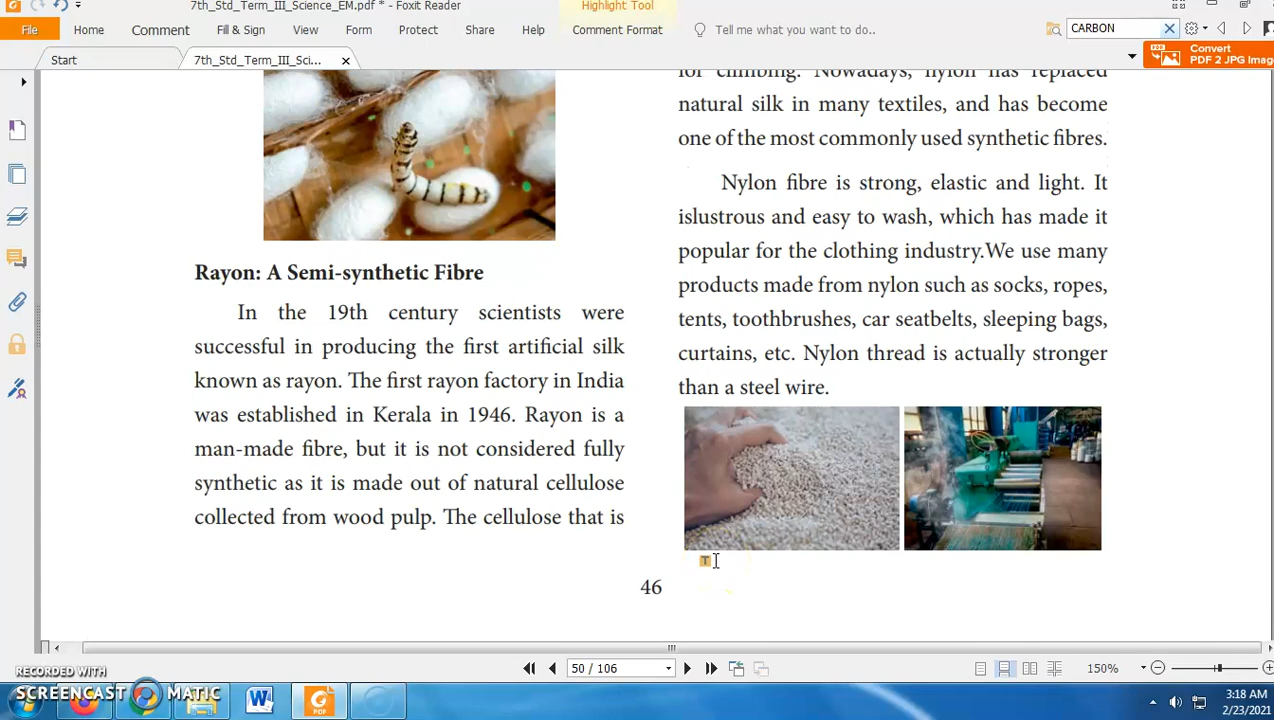 7th_Std_Term_III_Science_EM.pdf * - Foxit Reader
Highlight Tool
File
Home
Comment
Fill & Sign
View
Form
Protect
Share
Help
Comment Format
Tell me what you want to do..
CARBON
Start
7th_Std_Term_III_Sci...
Convert
PDF 2 JPG Imag
Rayon: A Semi-synthetic Fibre
In the 19th century scientists were
successful in producing the first artificial silk
known as rayon. The first rayon factory in India
was established in Kerala in 1946. Rayon is a
man-made fibre, but it is not considered fully
synthetic as it is made out of natural cellulose
collected from wood pulp. The cellulose that is
for climbing. Nowadays, nylon has replaced
natural silk in many textiles, and has become
one of the most commonly used synthetic fibres.
Nylon fibre is strong, elastic and light. It
islustrous and easy to wash, which has made it
popular for the clothing industry.We use many
products made from nylon such as socks, ropes,
tents, toothbrushes, car seatbelts, sleeping bags,
curtains, etc. Nylon thread is actually stronger
than a steel wire.
T
46
50 / 106
150%
RECORDED WITH
SCREENCAST MATIC
W
PDF
3:18 AM
2/23/2021